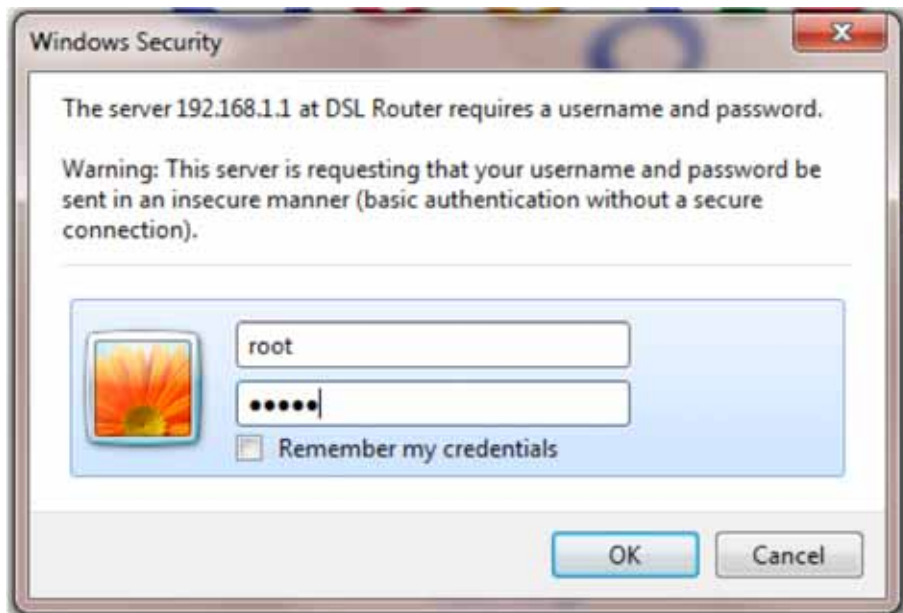 Windows Security
The server 192.168.1.1 at DSL Router requires a username and password.
Warning: This server is requesting that your username and password be
sent in an insecure manner (basic authentication without a secure
connection).
root
•••••
Remember my credentials
OK
Cancel